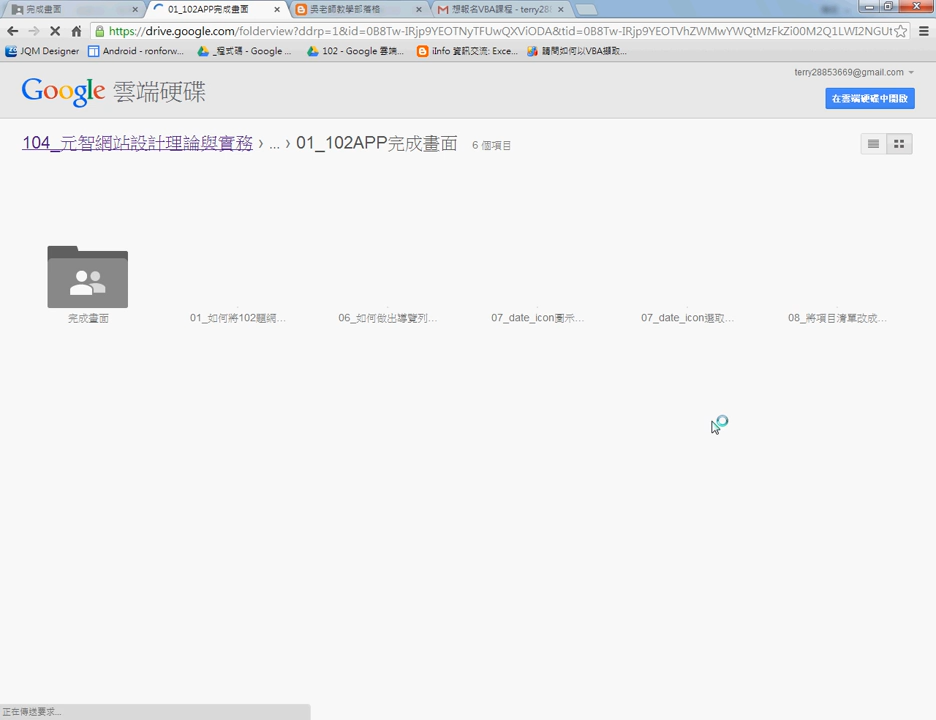 完成畫面
01_102APP完成畫面
吳老師教學部落格
想報名VBA課程 - terry288
https://drive.google.com/folderview?ddrp=1&id=0B8Tw-IRjp9YEOTNyTFUwQXViODA&tid=0B8Tw-IRjp9YEOTVhZWMwYWQtMzFkZi00M2Q1LWI2NGUt
JQM Designer
Android - ronforw...
_程式碼 - Google ...
102 - Google 雲端...
iInfo 資訊交流: Exce...
請問如何以VBA擷取...
terry28853669@gmail.com
Google 雲端硬碟
在雲端硬碟中開啟
104_元智網站設計理論與實務 › ... › 01_102APP完成畫面 6 個項目
完成畫面
01_如何將102題網...
06_如何做出導覽列...
07_date_icon圖示...
07_date_icon選取...
08_將項目清單改成...
正在傳送要求...